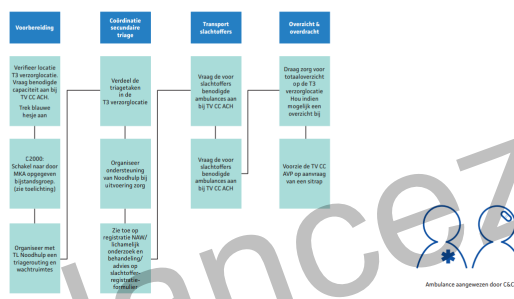 Voorbereiding
Verifieer locatie
T3 verzorglocatie.
Vraag benodigde
capaciteit aan bij
TV CC ACH.
Trek blauwe
hesje aan
C2000:
Schakel naar door
MKA opgegeven
bijstandsgroep.
(zie toelichting)
Organiseer met
TL Noodhulp een
triagerouting en
wachtruimtes
Coördinatie
secundaire
triage
Verdeel de
triagetaken
in de
T3 verzorglocatie
Organiseer
ondersteuning
van Noodhulp bij
uitvoering zorg
Zie toe op
registratie NAW/
lichamelijk
onderzoek en
behandeling/
advies op
slachtoffer-
registratie-
formulier
Transport
slachtoffers
Vraag de voor
slachtoffers
benodigde
ambulances aan
bij TV CC ACH
Vraag de voor
slachtoffers
benodigde
ambulances aan
bij TV CC ACH
Overzicht &
overdracht
Draag zorg voor
totaaloverzicht
op de T3
verzorglocatie
Hou indien
mogelijk een
overzicht bij
Voorzie de TV CC
AVP op aanvraag
van een sitrap
Ambulance aangewezen door C&C